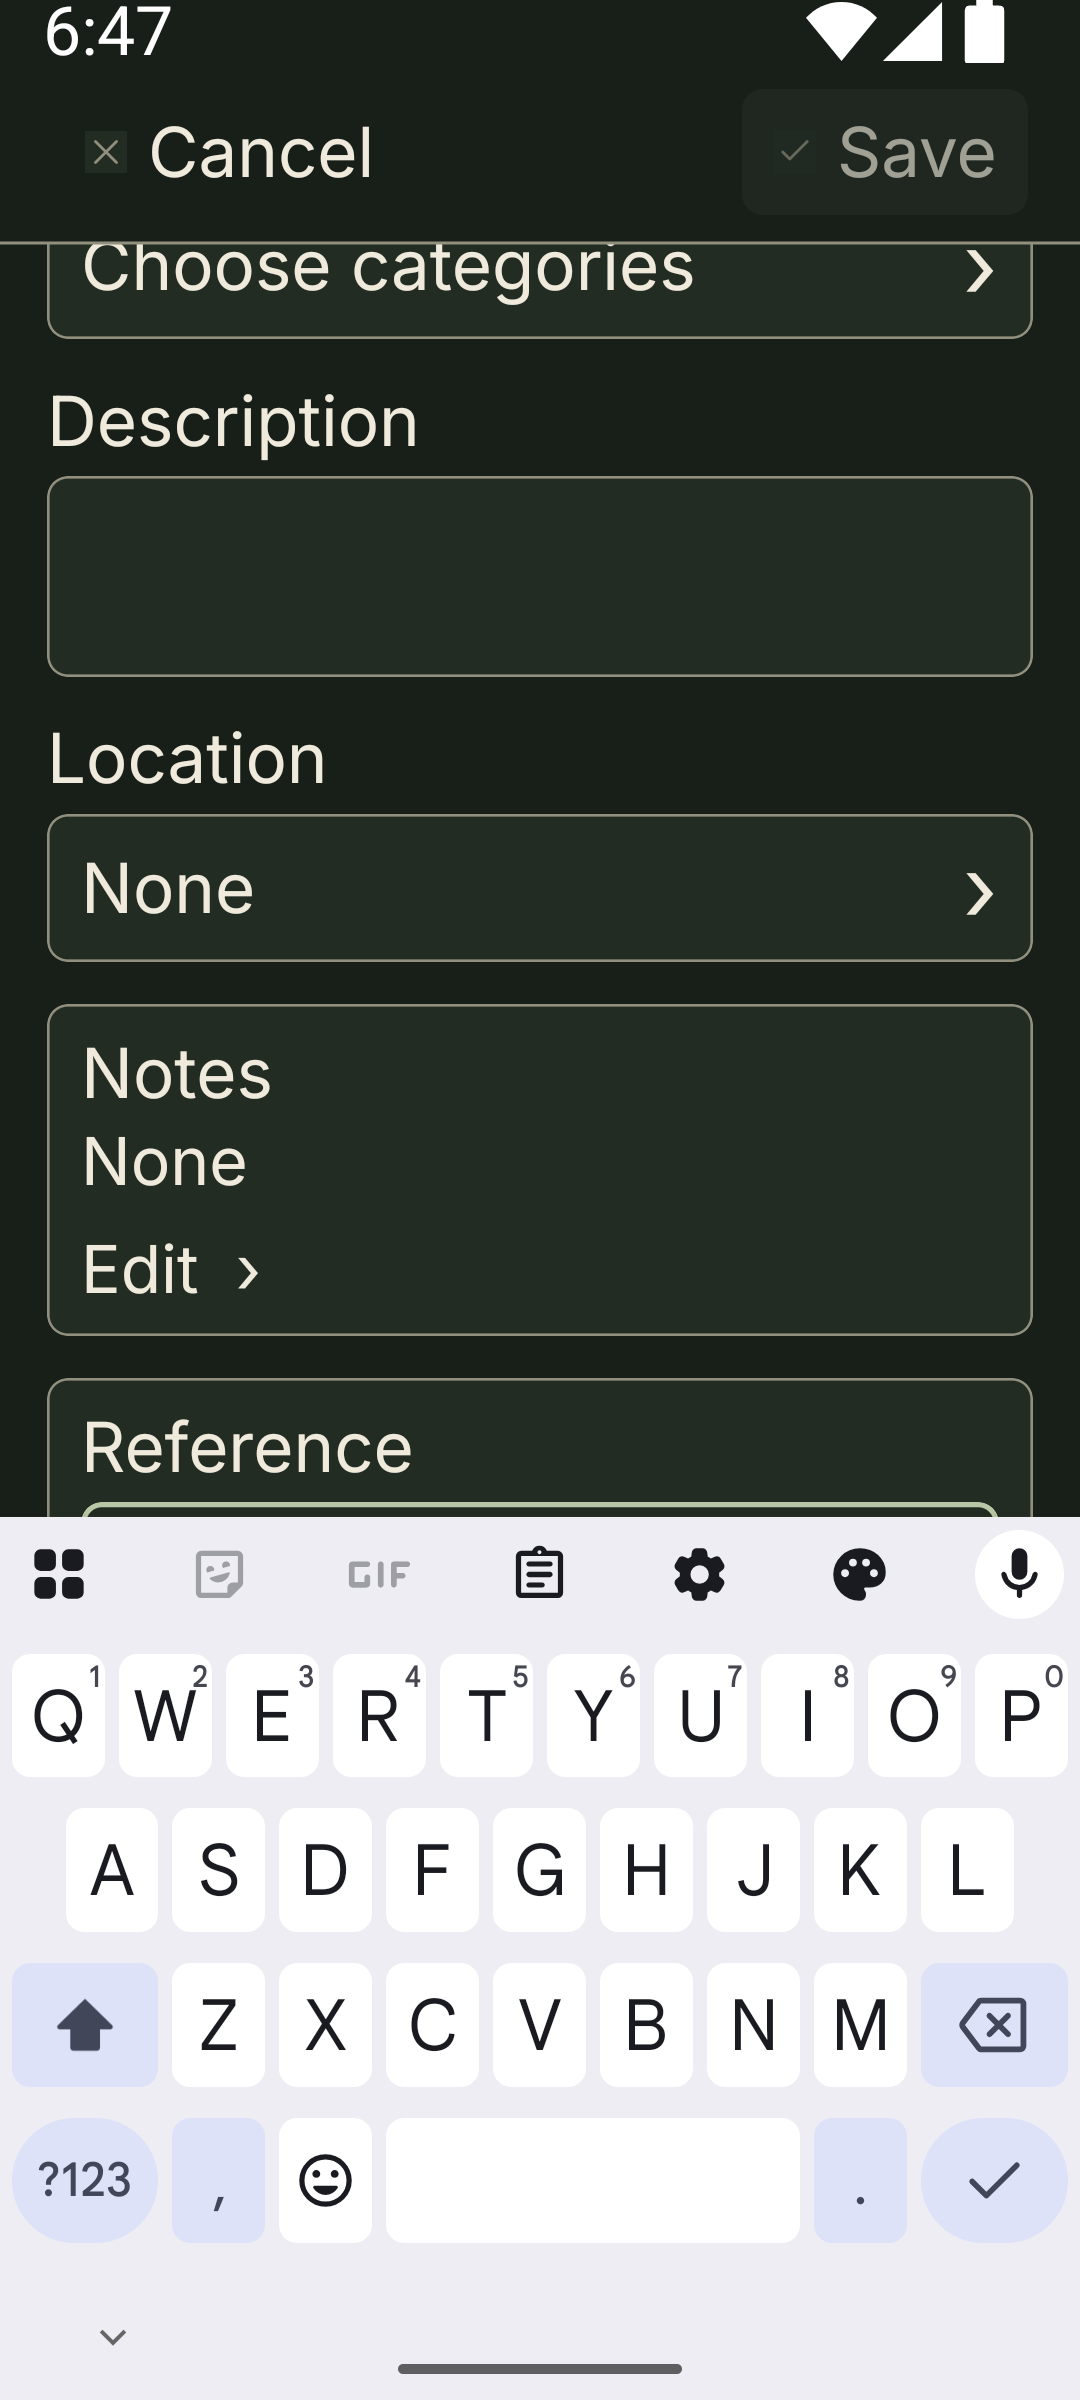 6:47
Cancel
Save
Choose categories
Description
Location
None
Notes
None
Edit
Reference
GIF
Q 1 W 2 E 3 R 4 T 5 Y 6 U 7 I 8 O 9 P 0
A S D F G H J K L
Z X C V B N M
?123 , .